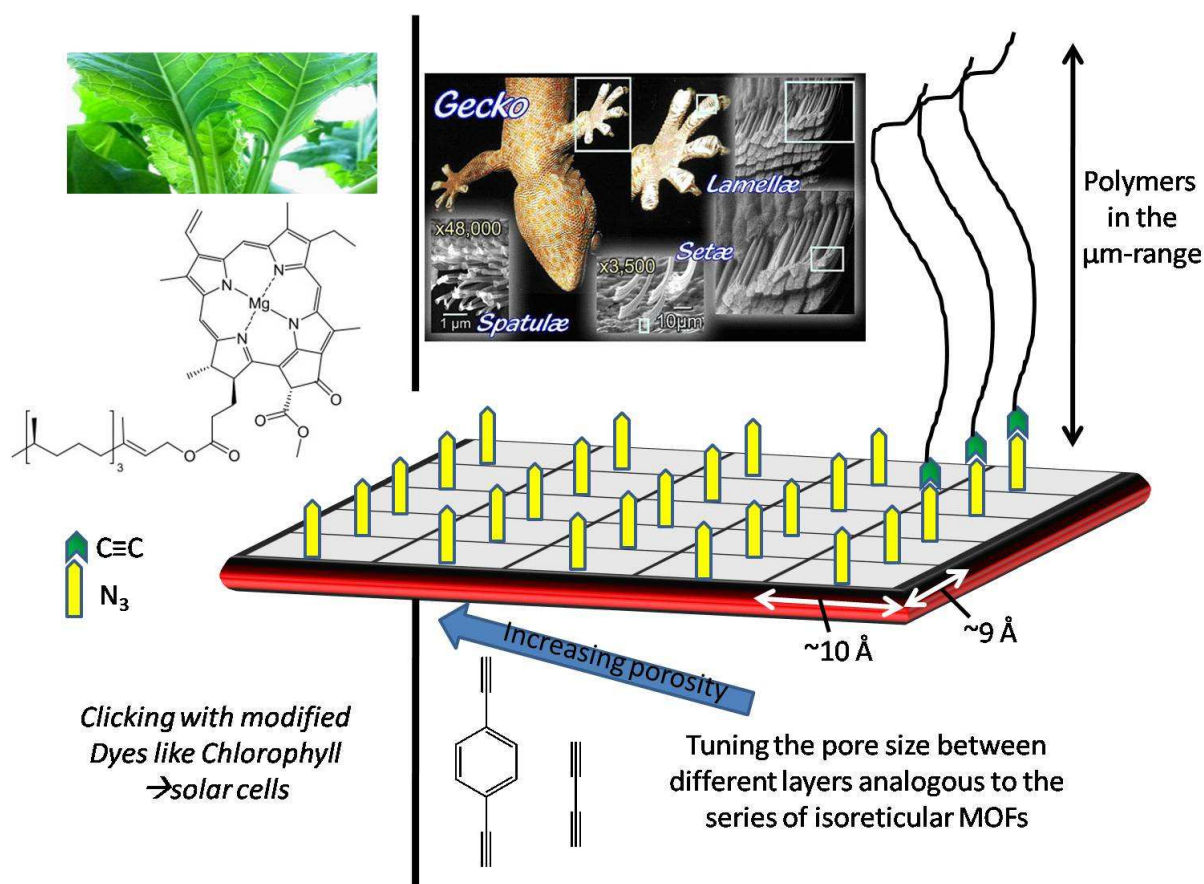 Gecko
Lamellæ
x48,000
Setæ
x3,500
1 µm
10µm
Spatulæ
Polymers
in the
µm-range
N
N
Mg
N
N
O
O
O
O
O
3
C≡C
N₃
Increasing porosity
~10 Å
~9 Å
Clicking with modified
Dyes like Chlorophyll
→solar cells
Tuning the pore size between
different layers analogous to the
series of isoreticular MOFs